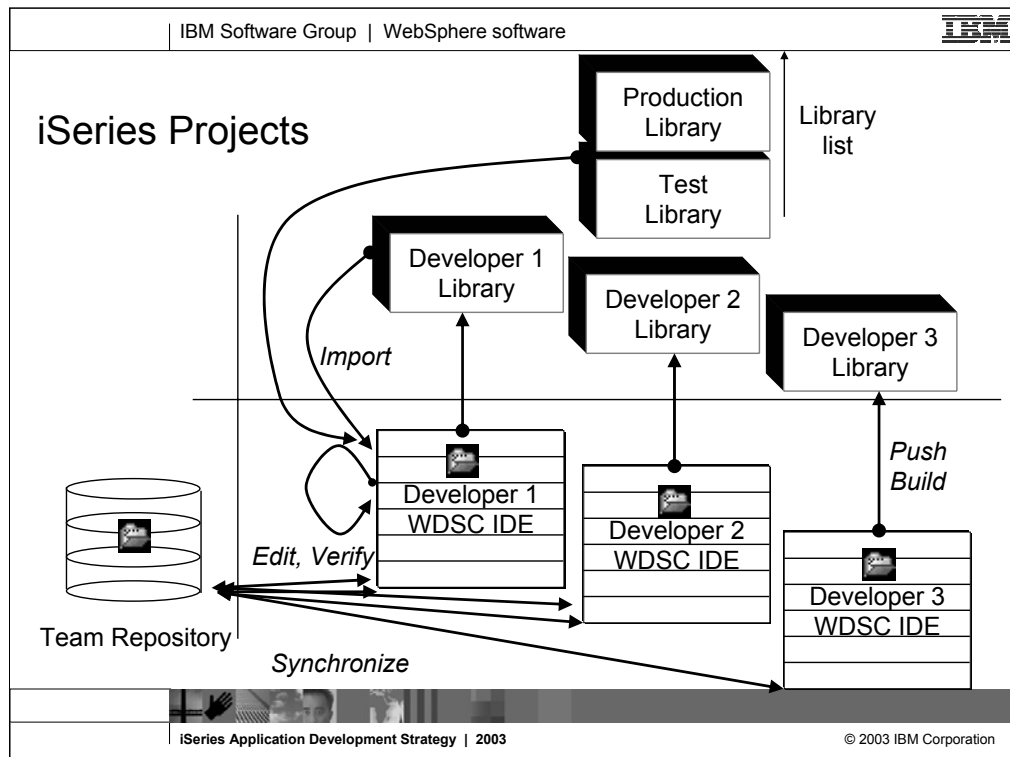 IBM Software Group | WebSphere software
IBM
iSeries Projects
Production
Library
Test
Library
Library
list
Developer 1
Library
Developer 2
Library
Developer 3
Library
Import
Push
Build
Developer 1
WDSC IDE
Developer 2
WDSC IDE
Developer 3
WDSC IDE
Edit, Verify
Team Repository
Synchronize
iSeries Application Development Strategy | 2003
© 2003 IBM Corporation